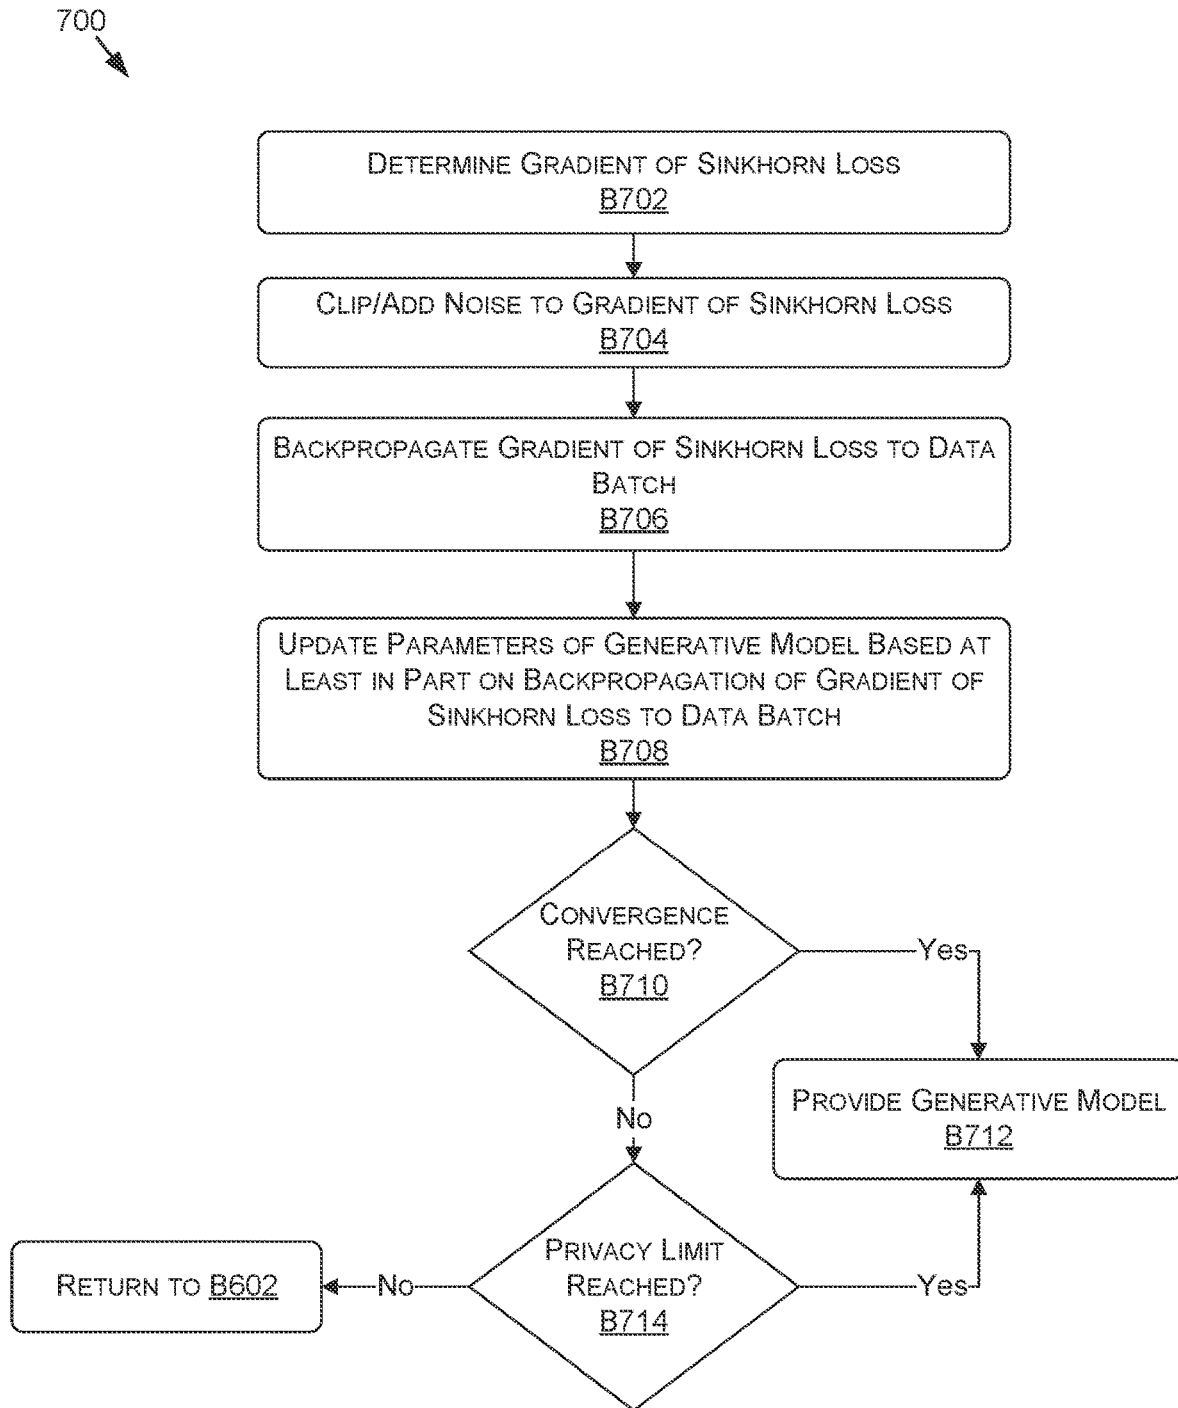 700
DETERMINE GRADIENT OF SINKHORN LOSS
B702
CLIP/ADD NOISE TO GRADIENT OF SINKHORN LOSS
B704
BACKPROPAGATE GRADIENT OF SINKHORN LOSS TO DATA
BATCH
B706
UPDATE PARAMETERS OF GENERATIVE MODEL BASED AT
LEAST IN PART ON BACKPROPAGATION OF GRADIENT OF
SINKHORN LOSS TO DATA BATCH
B708
CONVERGENCE
REACHED?
B710
Yes
No
PROVIDE GENERATIVE MODEL
B712
PRIVACY LIMIT
REACHED?
B714
Yes
No
RETURN TO B602